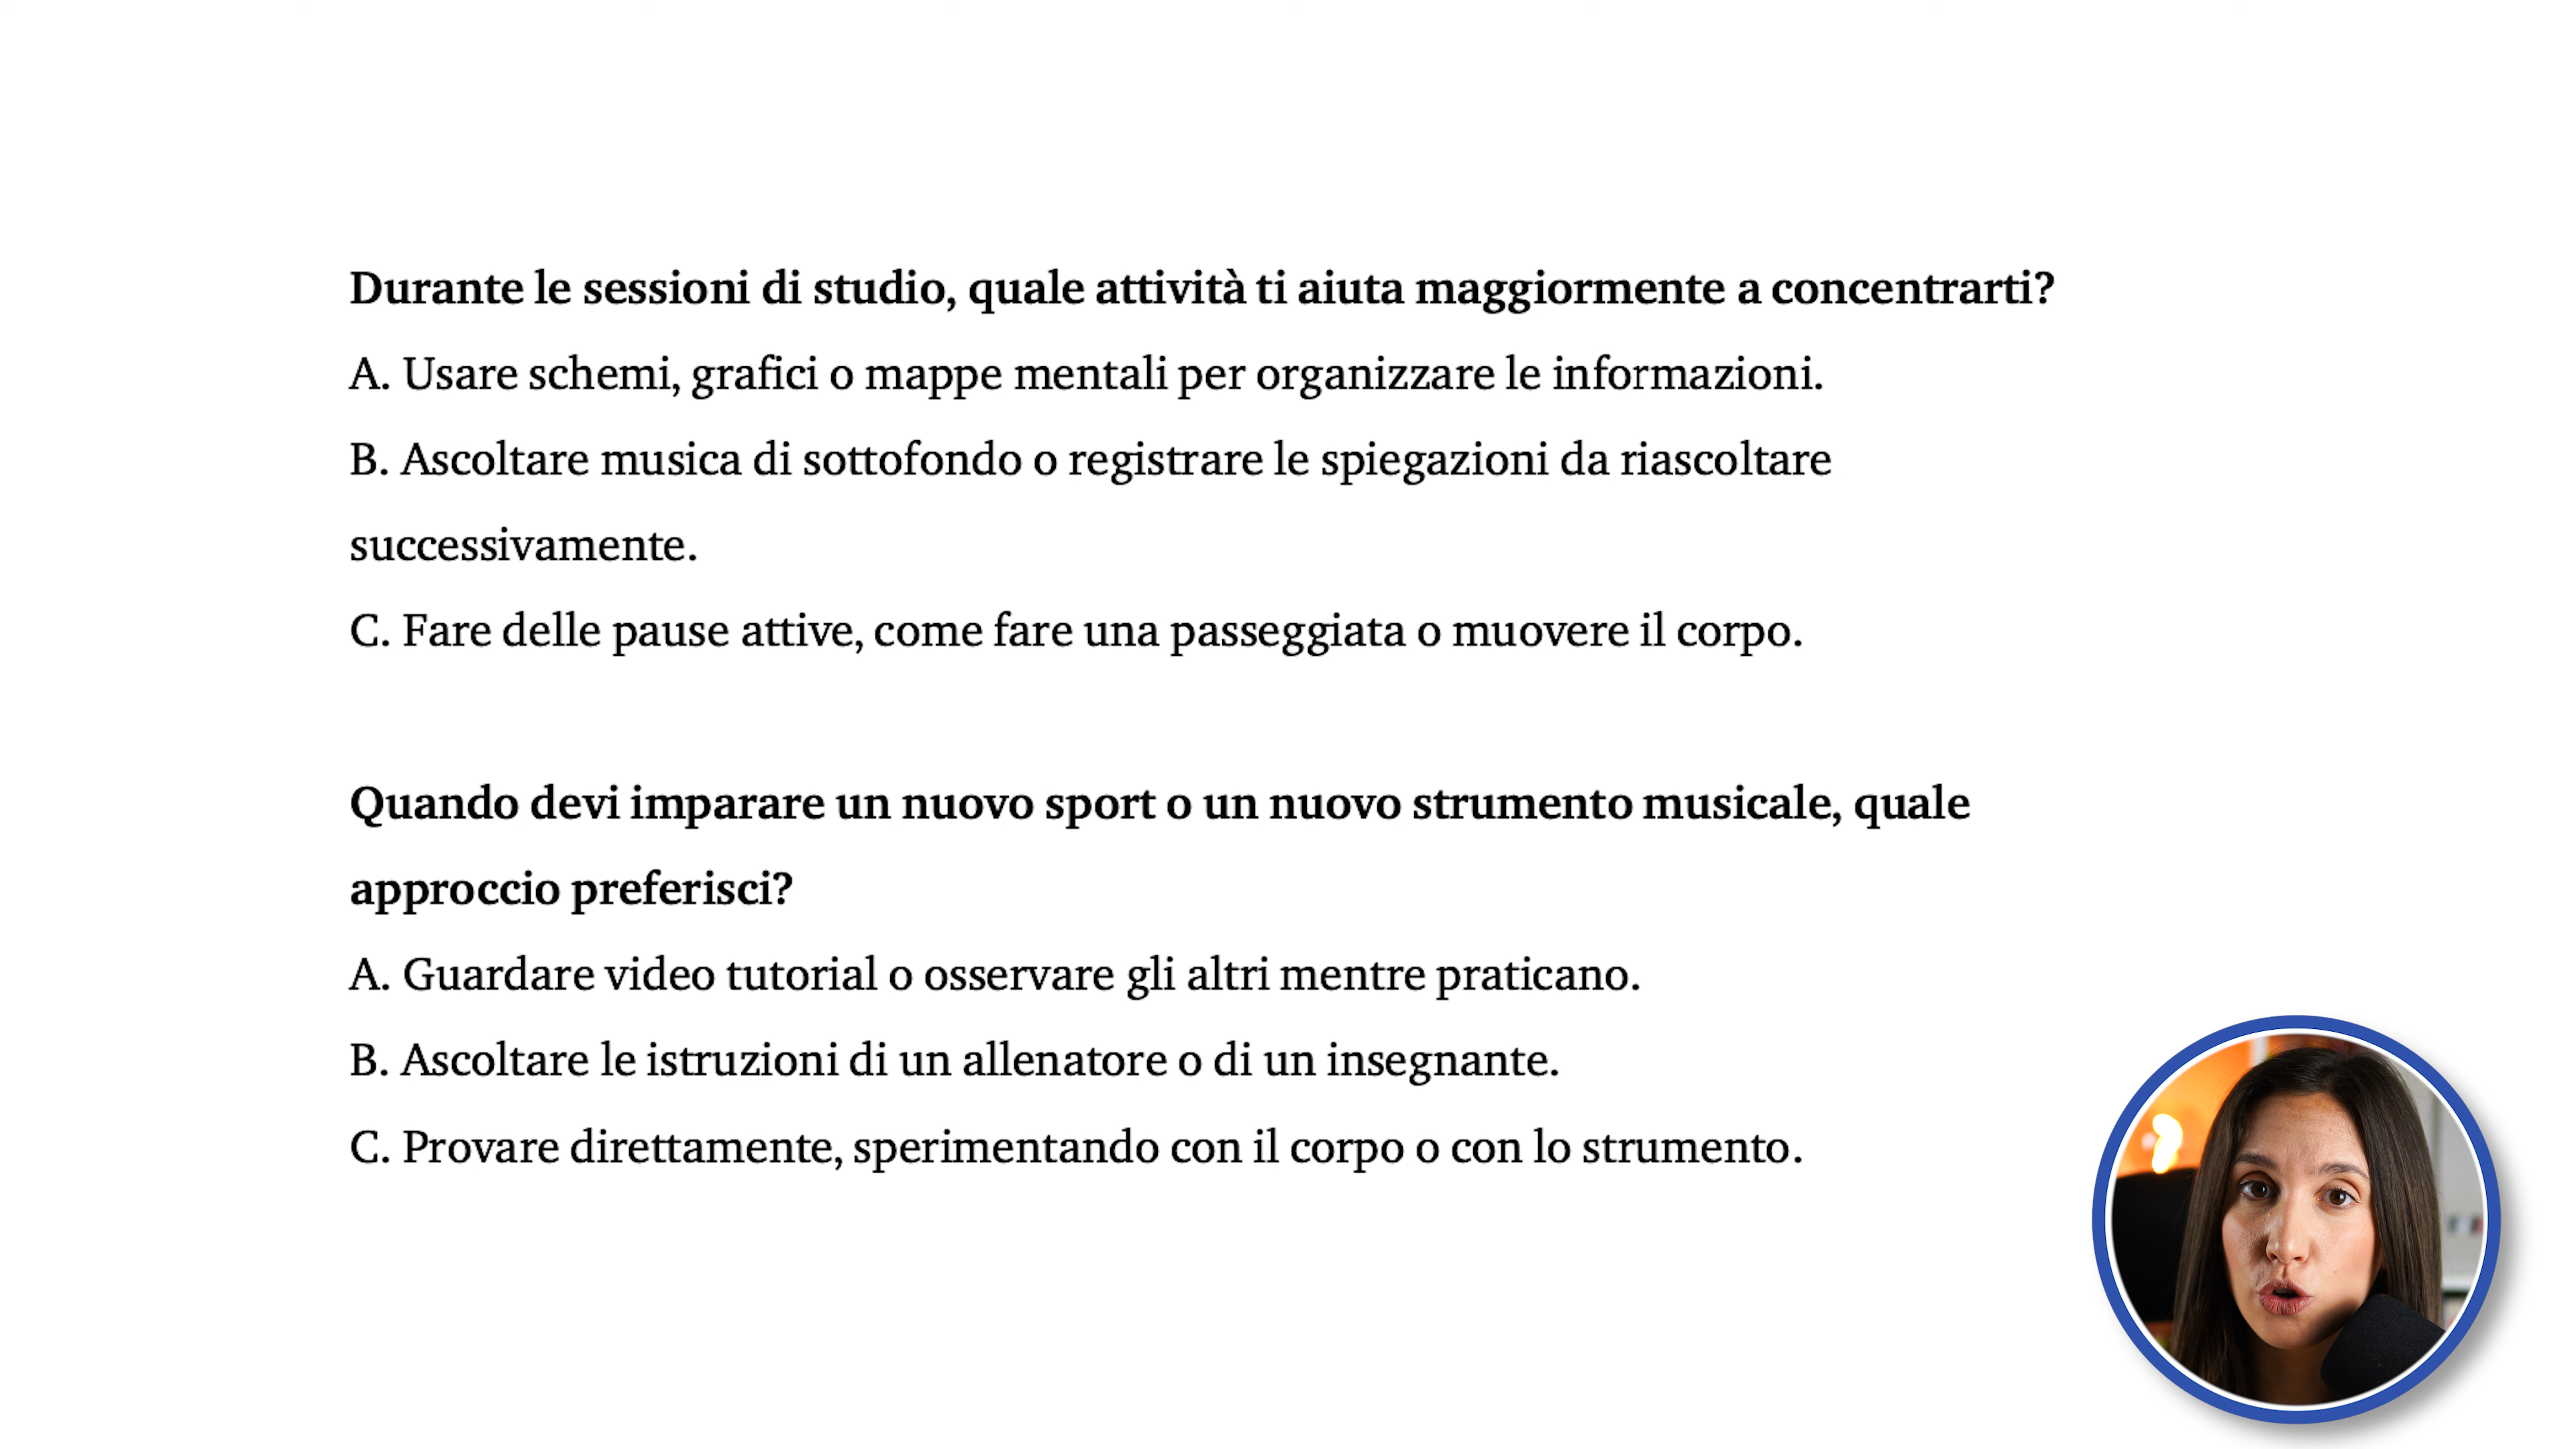 Durante le sessioni di studio, quale attività ti aiuta maggiormente a concentrarti?
A. Usare schemi, grafici o mappe mentali per organizzare le informazioni.
B. Ascoltare musica di sottofondo o registrare le spiegazioni da riascoltare
successivamente.
C. Fare delle pause attive, come fare una passeggiata o muovere il corpo.
Quando devi imparare un nuovo sport o un nuovo strumento musicale, quale
approccio preferisci?
A. Guardare video tutorial o osservare gli altri mentre praticano.
B. Ascoltare le istruzioni di un allenatore o di un insegnante.
C. Provare direttamente, sperimentando con il corpo o con lo strumento.